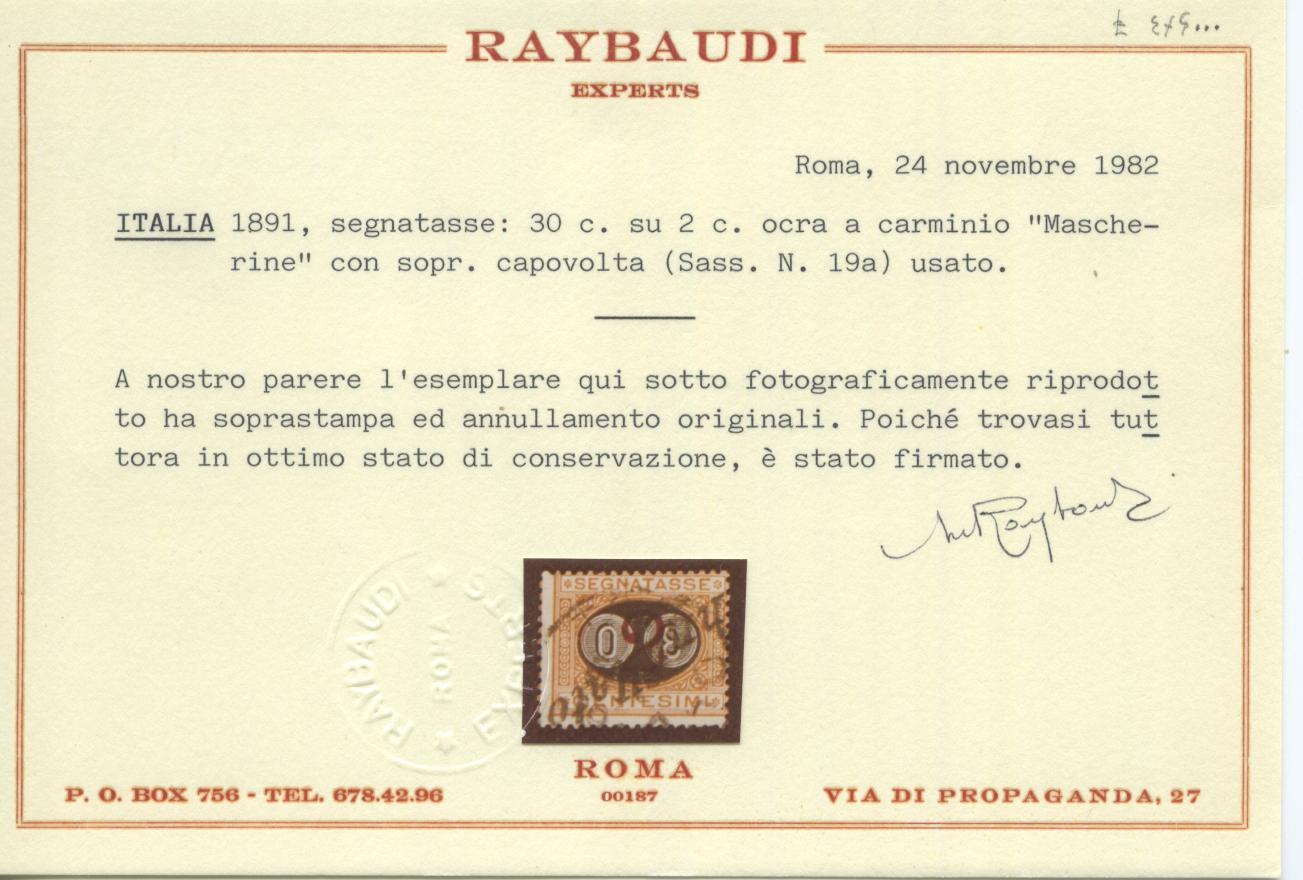 RAYBAUDI
EXPERTS
Roma, 24 novembre 1982
ITALIA 1891, segnatasse: 30 c. su 2 c. ocra a carminio "Masche-
rine" con sopr. capovolta (Sass. N. 19a) usato.
A nostro parere l'esemplare qui sotto fotograficamente riprodot
to ha soprastampa ed annullamento originali. Poiché trovasi tut
tora in ottimo stato di conservazione, è stato firmato.
RAYBAUDI EXPERTS
ROMA
SEGNATASSE
ROMA
00187
P. O. BOX 756 - TEL. 678.42.96
VIA DI PROPAGANDA, 27